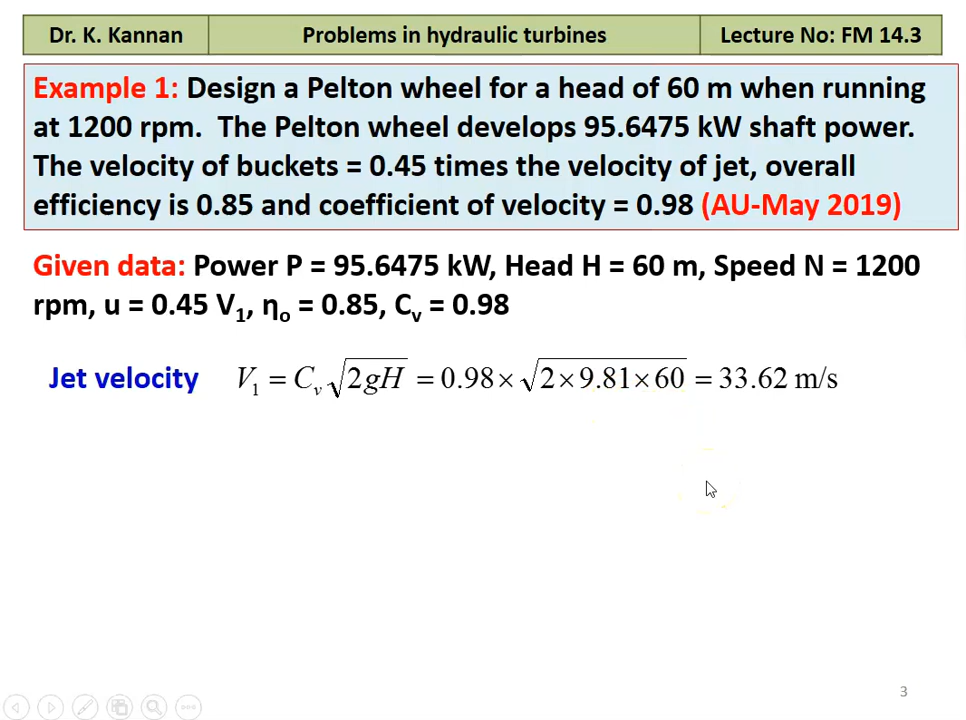 Dr. K. Kannan Problems in hydraulic turbines Lecture No: FM 14.3
Example 1: Design a Pelton wheel for a head of 60 m when running
at 1200 rpm. The Pelton wheel develops 95.6475 kW shaft power.
The velocity of buckets = 0.45 times the velocity of jet, overall
efficiency is 0.85 and coefficient of velocity = 0.98 (AU-May 2019)
Given data: Power P = 95.6475 kW, Head H = 60 m, Speed N = 1200
rpm, u = 0.45 V₁, ηₒ = 0.85, Cᵥ = 0.98
Jet velocity V₁ = Cᵥ√2gH = 0.98 × √2 × 9.81 × 60 = 33.62 m/s
3